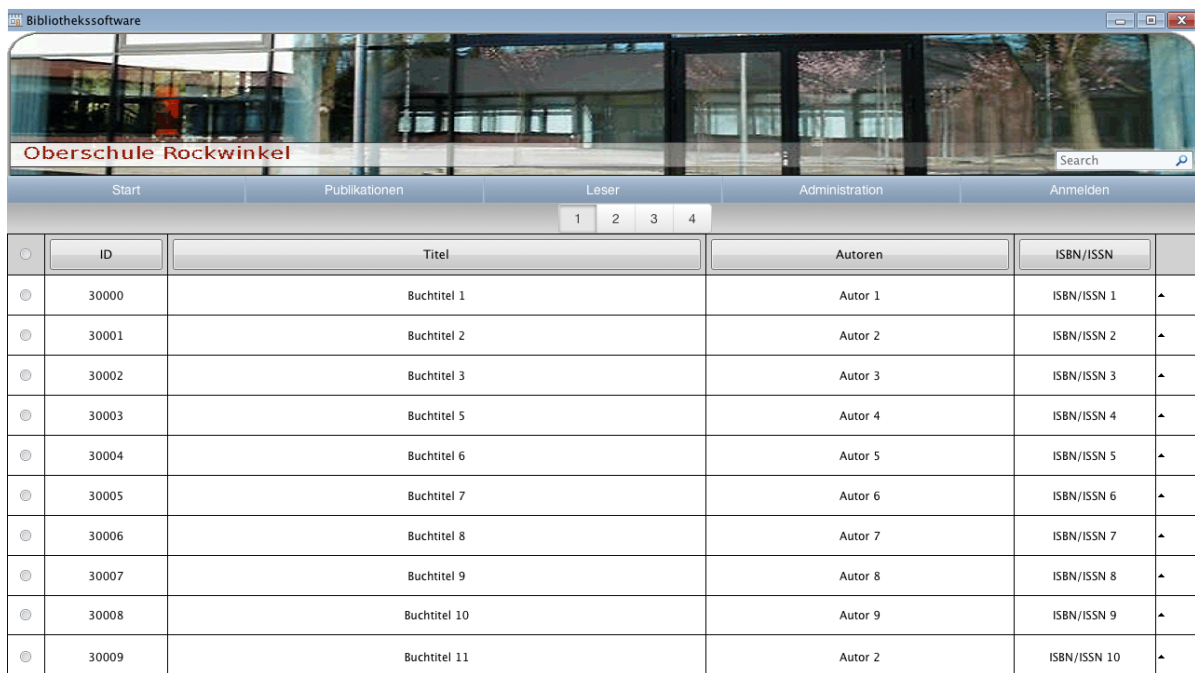 Bibliothekssoftware
Oberschule Rockwinkel
Search
Start Publikationen Leser Administration Anmelden
1 2 3 4
ID Titel Autoren ISBN/ISSN
30000 Buchtitel 1 Autor 1 ISBN/ISSN 1
30001 Buchtitel 2 Autor 2 ISBN/ISSN 2
30002 Buchtitel 3 Autor 3 ISBN/ISSN 3
30003 Buchtitel 5 Autor 4 ISBN/ISSN 4
30004 Buchtitel 6 Autor 5 ISBN/ISSN 5
30005 Buchtitel 7 Autor 6 ISBN/ISSN 6
30006 Buchtitel 8 Autor 7 ISBN/ISSN 7
30007 Buchtitel 9 Autor 8 ISBN/ISSN 8
30008 Buchtitel 10 Autor 9 ISBN/ISSN 9
30009 Buchtitel 11 Autor 2 ISBN/ISSN 10